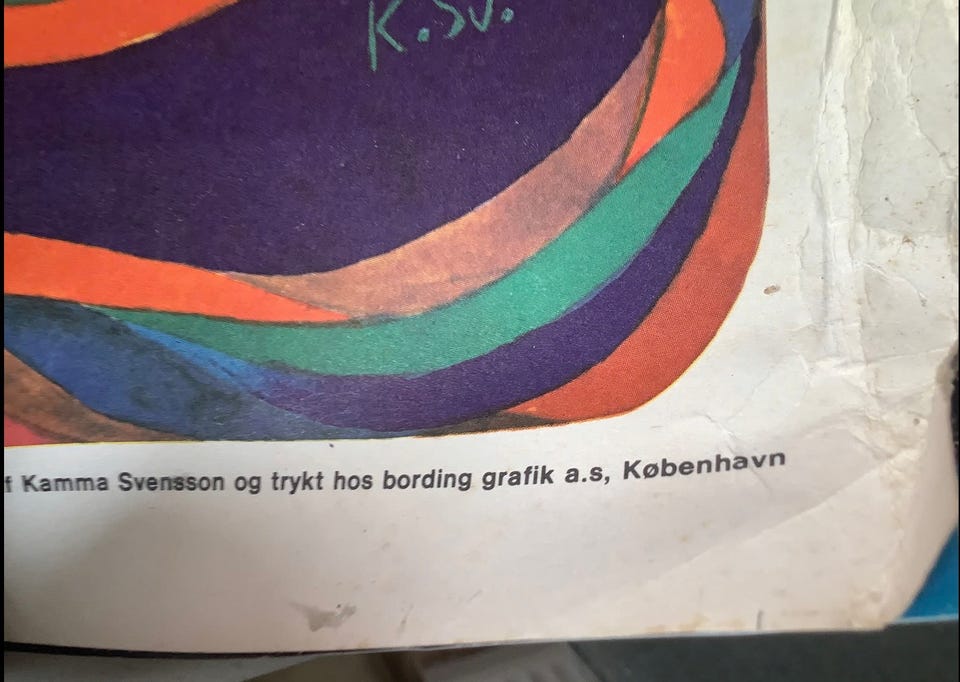 K.Sv.
f Kamma Svensson og trykt hos bording grafik a.s, København